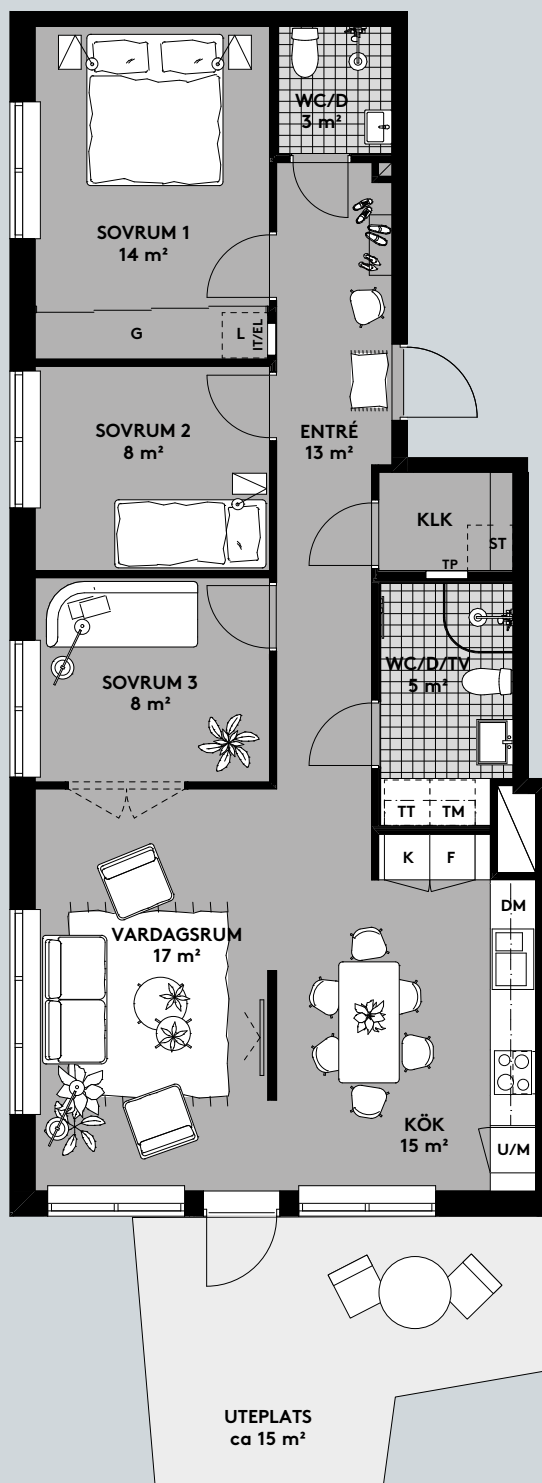 WC/D
3 m²
SOVRUM 1
14 m²
G
L
IT/EL
SOVRUM 2
8 m²
ENTRÉ
13 m²
KLK
ST
TP
SOVRUM 3
8 m²
WC/D/TV
5 m²
TT
TM
K
F
DM
VARDAGSRUM
17 m²
KÖK
15 m²
U/M
UTEPLATS
ca 15 m²